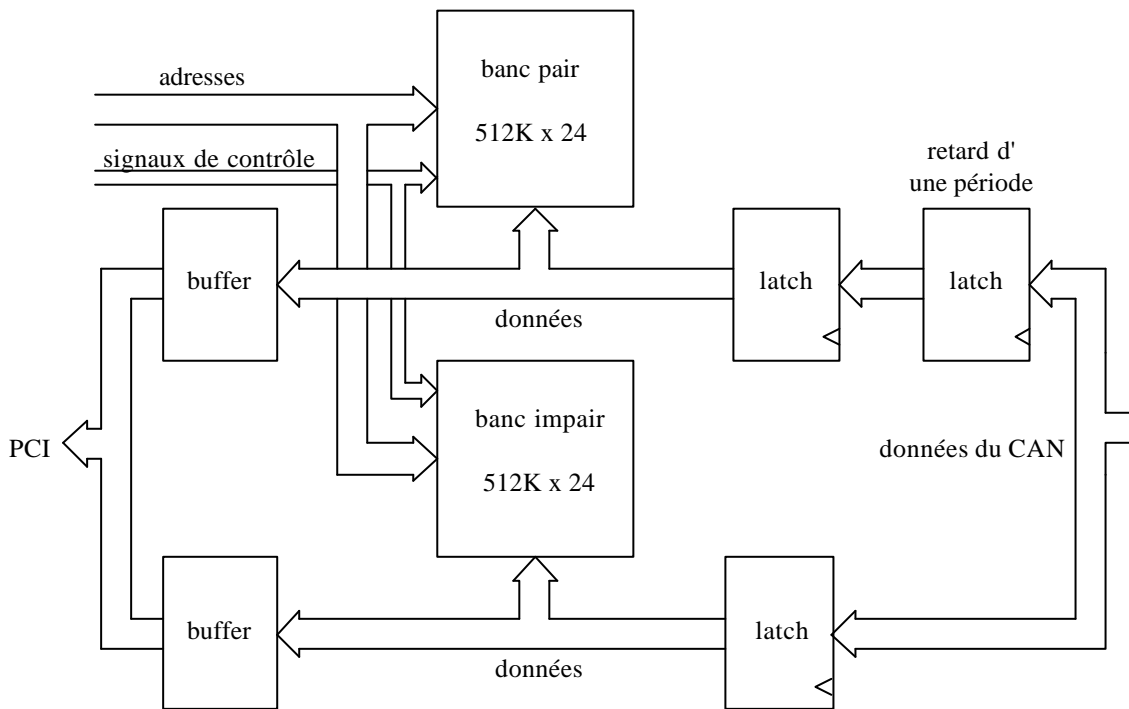 banc pair
adresses
512K x 24
signaux de contrôle
retard d'
une période
buffer
latch
latch
données
banc impair
PCI
données du CAN
512K x 24
buffer
latch
données